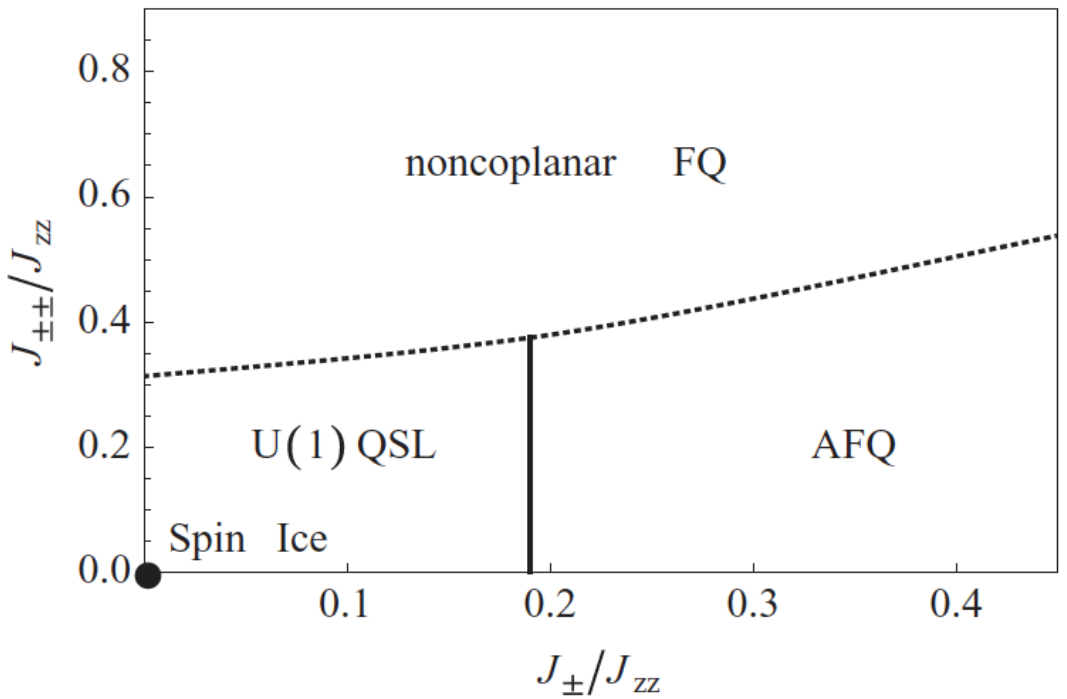 0.8
noncoplanar FQ
0.6
J±±/Jzz
0.4
U(1) QSL
AFQ
0.2
Spin Ice
0.0
0.1 0.2 0.3 0.4
J±/Jzz